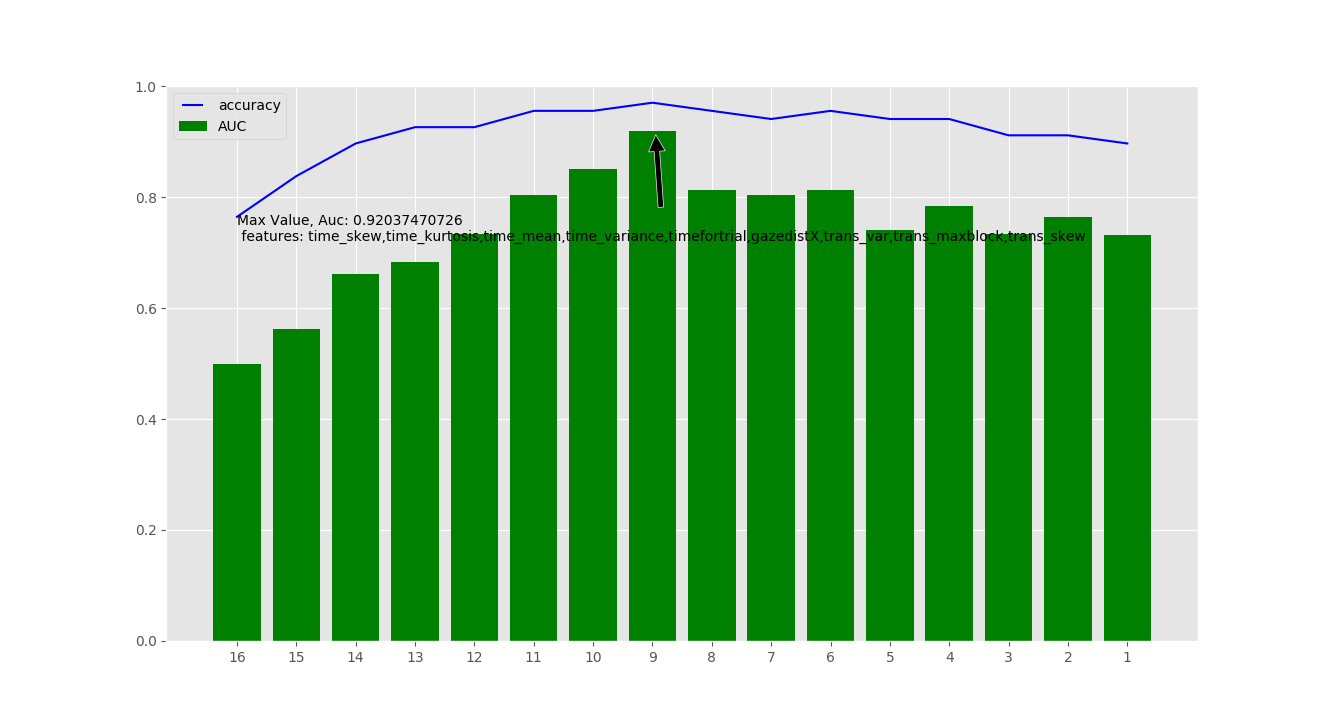 1.0
accuracy
AUC
0.8
Max Value, Auc: 0.92037470726
features: time_skew,time_kurtosis,time_mean,time_variance,timefortrial,gazedistX,trans_var,trans_maxblock,trans_skew
0.6
0.4
0.2
0.0
16 15 14 13 12 11 10 9 8 7 6 5 4 3 2 1